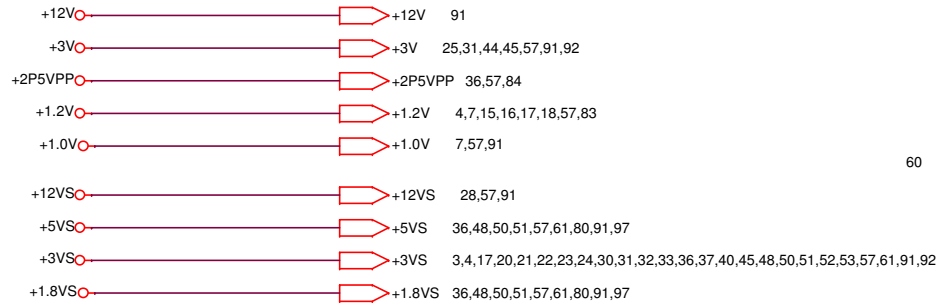 +12V +12V 91
+3V +3V 25,31,44,45,57,91,92
+2P5VPP +2P5VPP 36,57,84
+1.2V +1.2V 4,7,15,16,17,18,57,83
+1.0V +1.0V 7,57,91
60
+12VS +12VS 28,57,91
+5VS +5VS 36,48,50,51,57,61,80,91,97
+3VS +3VS 3,4,17,20,21,22,23,24,30,31,32,33,36,37,40,45,48,50,51,52,53,57,61,91,92
+1.8VS +1.8VS 36,48,50,51,57,61,80,91,97